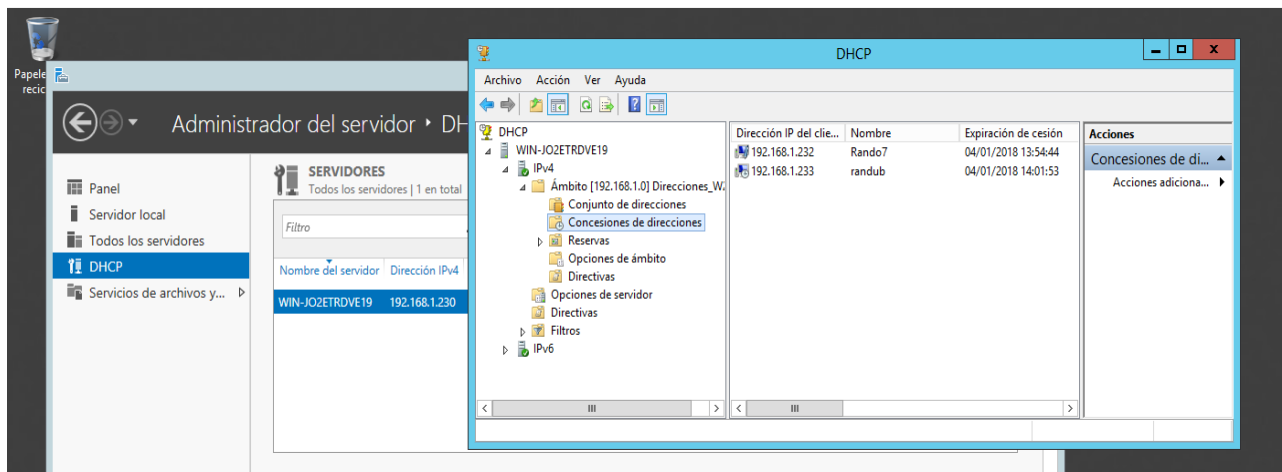 Papele
recic
Administrador del servidor • DH
Panel
Servidor local
Todos los servidores
DHCP
Servicios de archivos y...
SERVIDORES
Todos los servidores | 1 en total
Filtro
Nombre del servidor Dirección IPv4
WIN-JO2ETRDVE19 192.168.1.230
DHCP
Archivo Acción Ver Ayuda
DHCP
WIN-JO2ETRDVE19
IPv4
Ámbito [192.168.1.0] Direcciones_W
Conjunto de direcciones
Concesiones de direcciones
Reservas
Opciones de ámbito
Directivas
Opciones de servidor
Directivas
Filtros
IPv6
Dirección IP del clie... Nombre Expiración de cesión
192.168.1.232 Rando7 04/01/2018 13:54:44
192.168.1.233 randub 04/01/2018 14:01:53
Acciones
Concesiones de di...
Acciones adiciona...